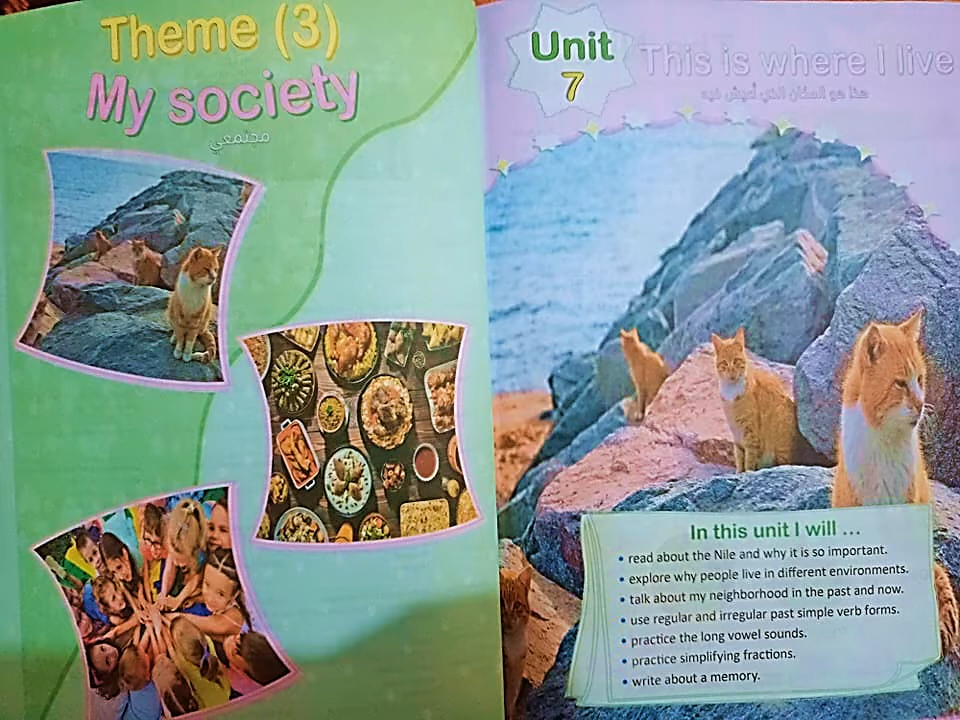 Theme (3)
My society
مجتمعي
Unit
7
This is where I live
هذا هو المكان الذي أعيش فيه
In this unit I will ...
• read about the Nile and why it is so important.
• explore why people live in different environments.
• talk about my neighborhood in the past and now.
• use regular and irregular past simple verb forms.
• practice the long vowel sounds.
• practice simplifying fractions.
• write about a memory.